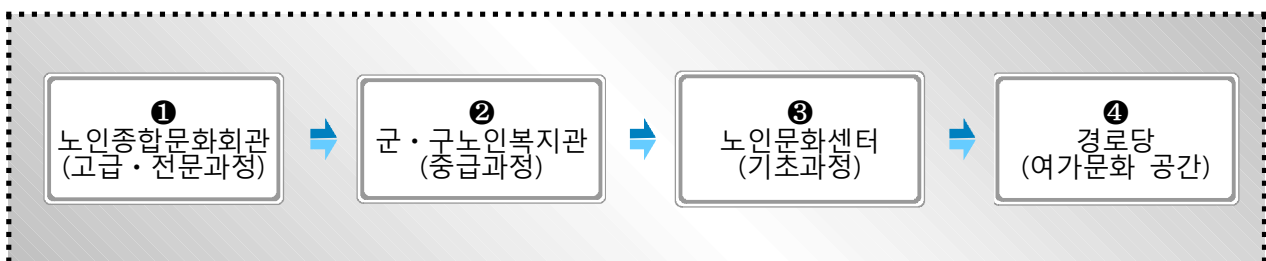 ❶
노인종합문화회관
(고급・전문과정)
❷
군・구노인복지관
(중급과정)
❸
노인문화센터
(기초과정)
❹
경로당
(여가문화 공간)